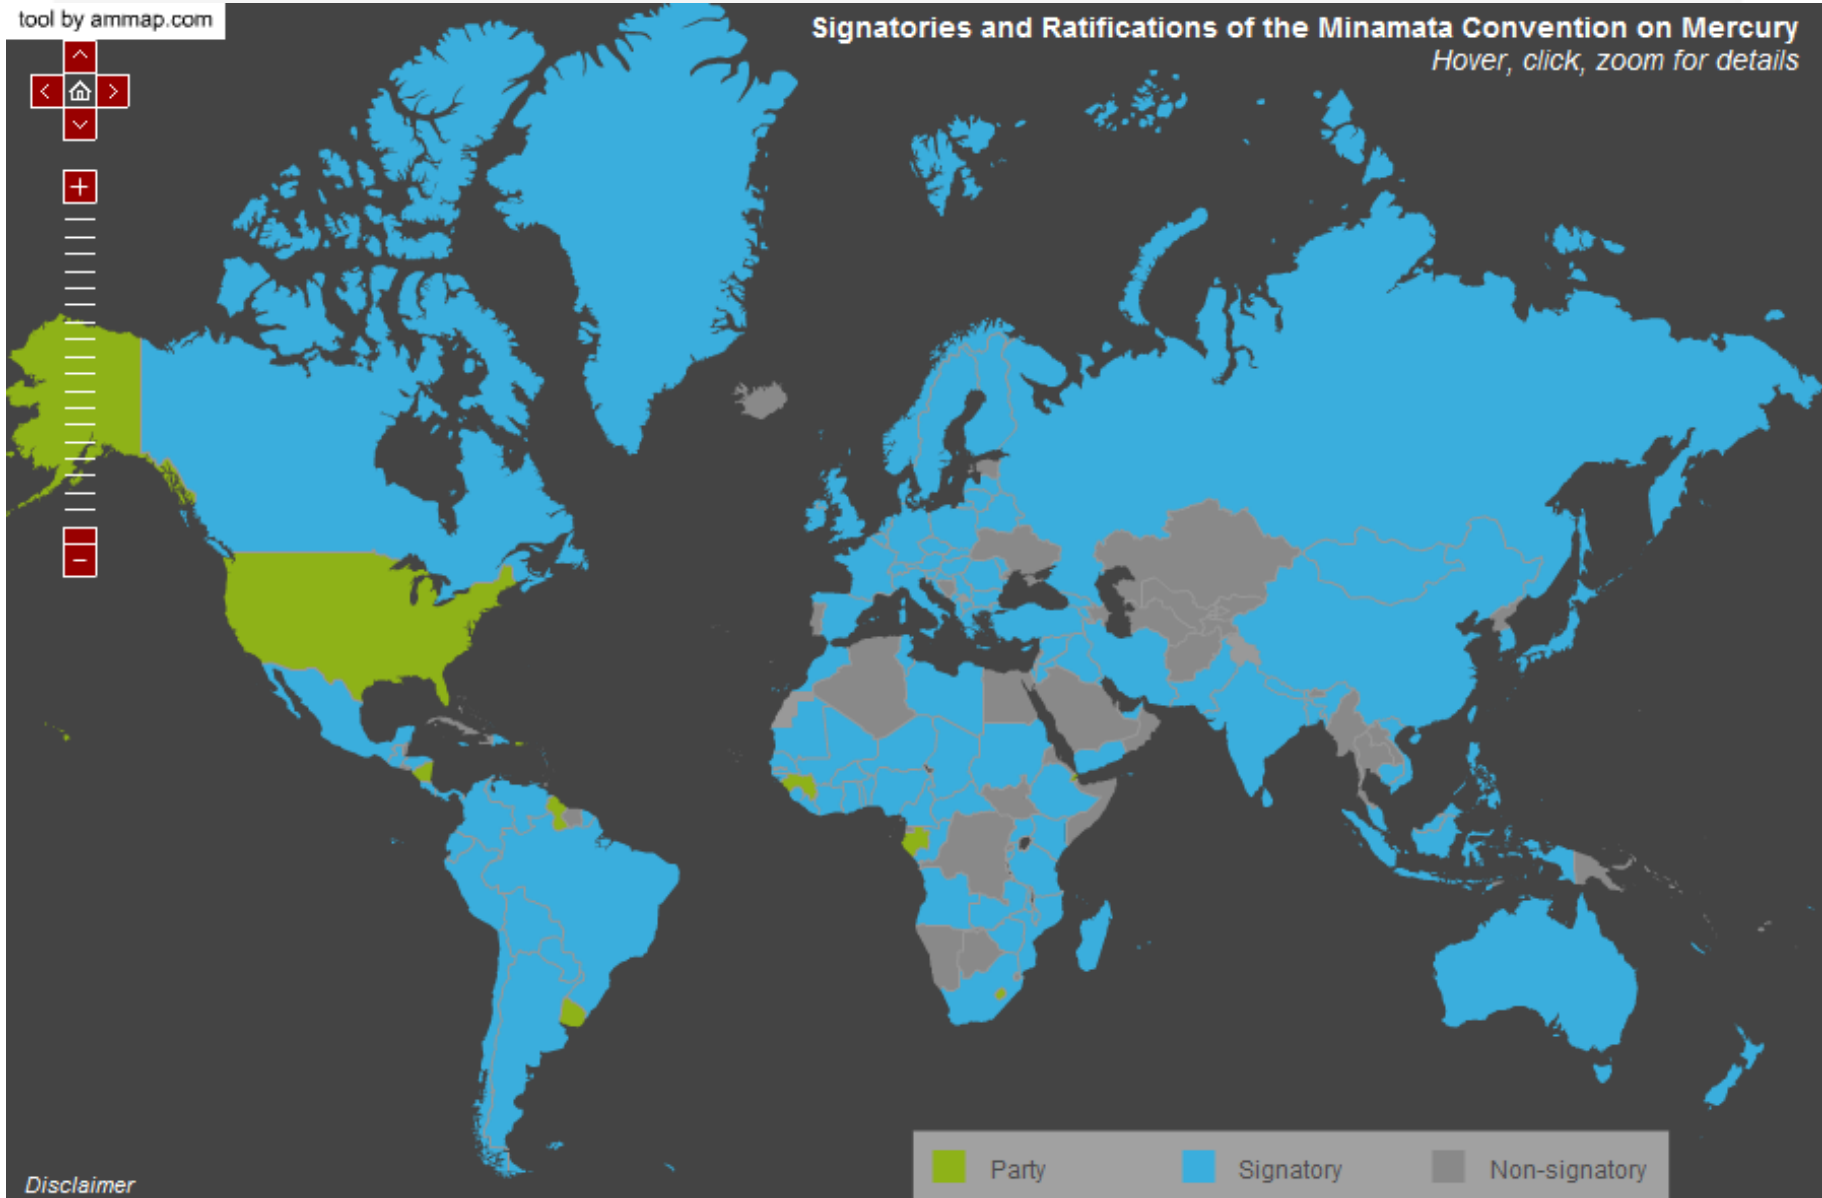 tool by ammap.com
Signatories and Ratifications of the Minamata Convention on Mercury
Hover, click, zoom for details
+
−
Party
Signatory
Non-signatory
Disclaimer